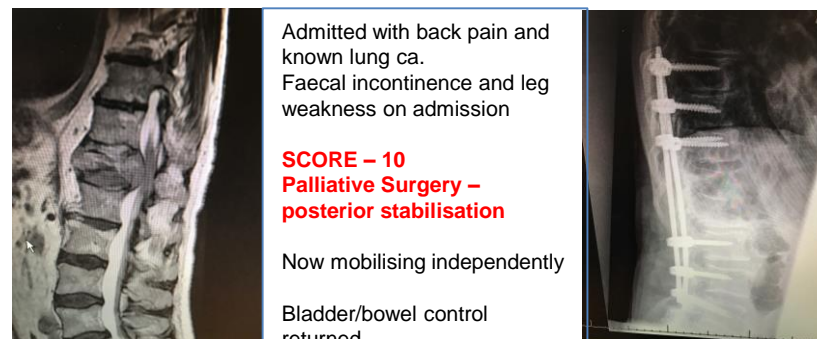 Admitted with back pain and
known lung ca.
Faecal incontinence and leg
weakness on admission
SCORE – 10
Palliative Surgery –
posterior stabilisation
Now mobilising independently
Bladder/bowel control
returned